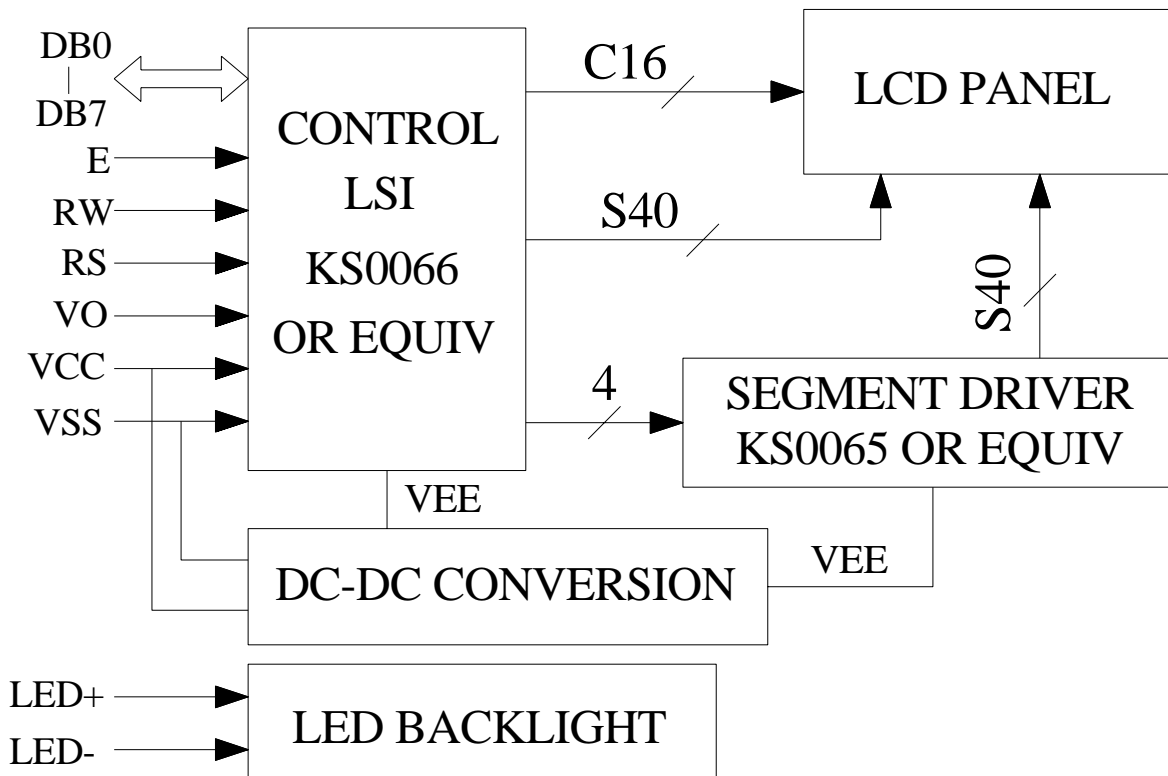 DB0
DB7
E
RW
RS
VO
VCC
VSS
CONTROL
LSI
KS0066
OR EQUIV
C16
S40
4
LCD PANEL
S40
SEGMENT DRIVER
KS0065 OR EQUIV
VEE
VEE
DC-DC CONVERSION
LED+
LED-
LED BACKLIGHT